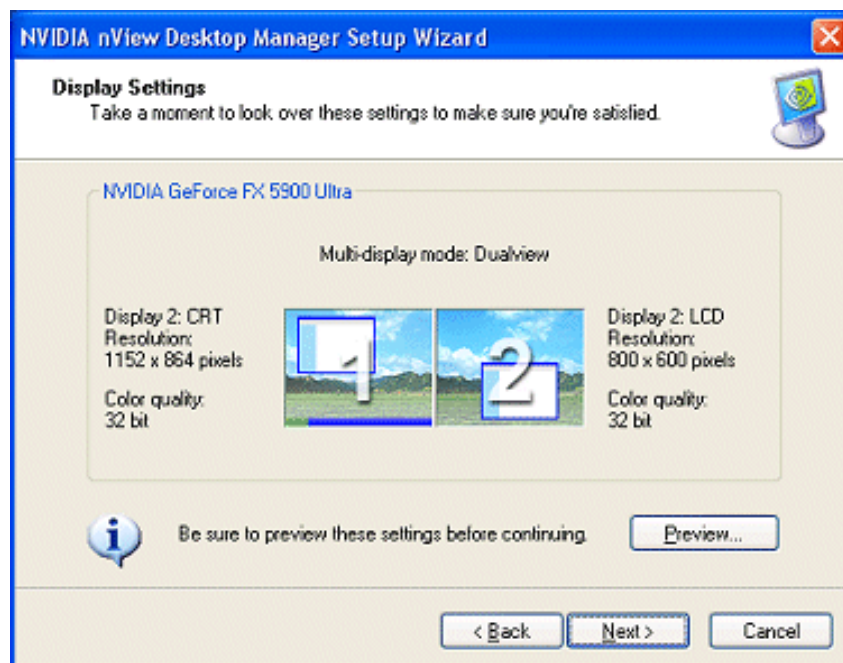 NVIDIA nView Desktop Manager Setup Wizard
Display Settings
Take a moment to look over these settings to make sure you're satisfied.
NVIDIA GeForce FX 5900 Ultra
Multi-display mode: Dualview
Display 2: CRT
Resolution:
1152 x 864 pixels
Color quality:
32 bit
1
2
Display 2: LCD
Resolution:
800 x 600 pixels
Color quality:
32 bit
Be sure to preview these settings before continuing.
Preview...
< Back
Next >
Cancel